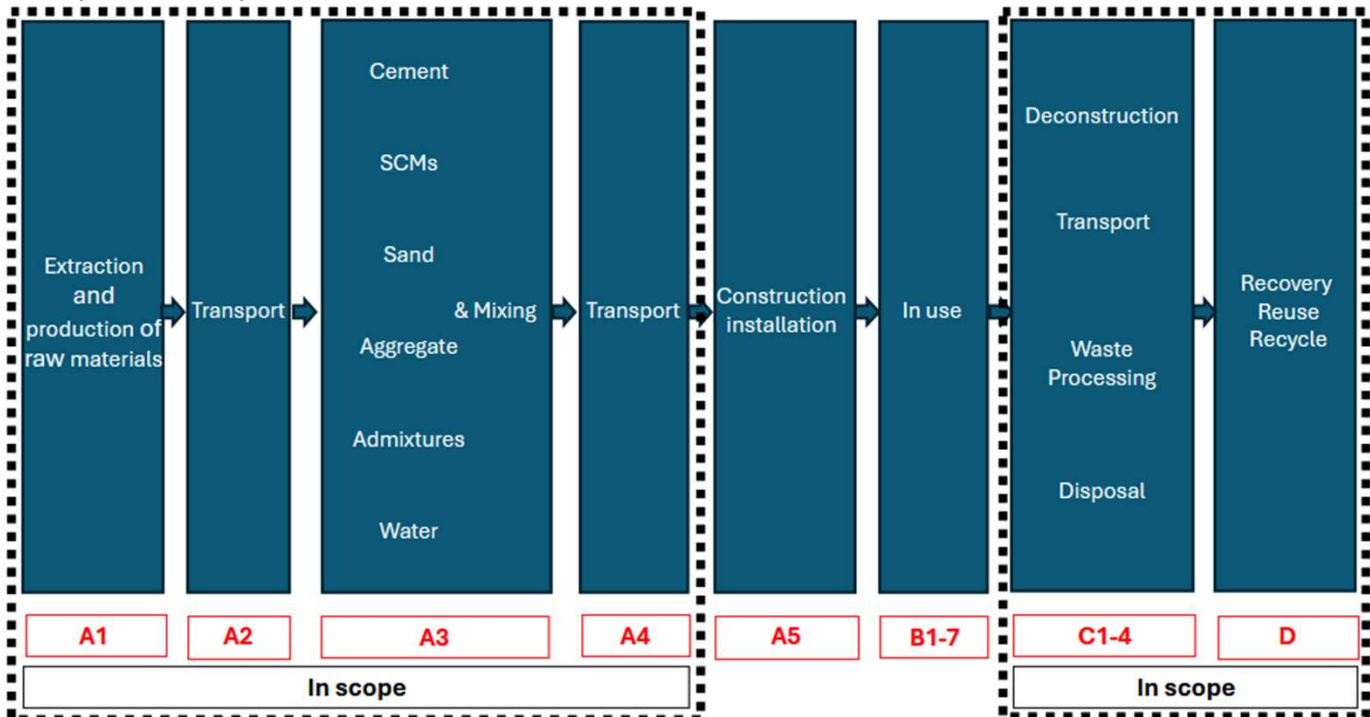 Extraction
and
production of
raw materials
Transport
Cement
SCMs
Sand
& Mixing
Aggregate
Admixtures
Water
Transport
Construction
installation
In use
Deconstruction
Transport
Waste
Processing
Disposal
Recovery
Reuse
Recycle
A1
A2
A3
A4
A5
B1-7
C1-4
D
In scope
In scope